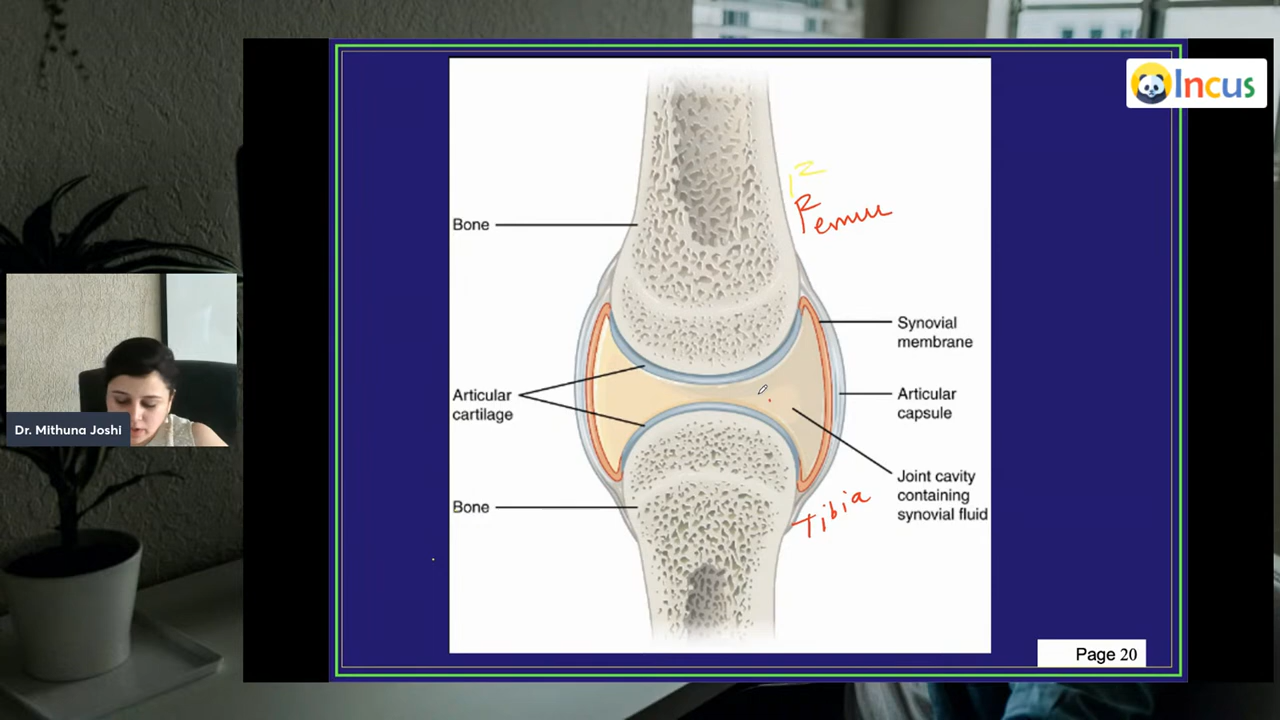 Incus
Femur
Bone
Synovial
membrane
Articular
cartilage
Articular
capsule
Dr. Mithuna Joshi
Joint cavity
containing
synovial fluid
Bone
Tibia
Page 20